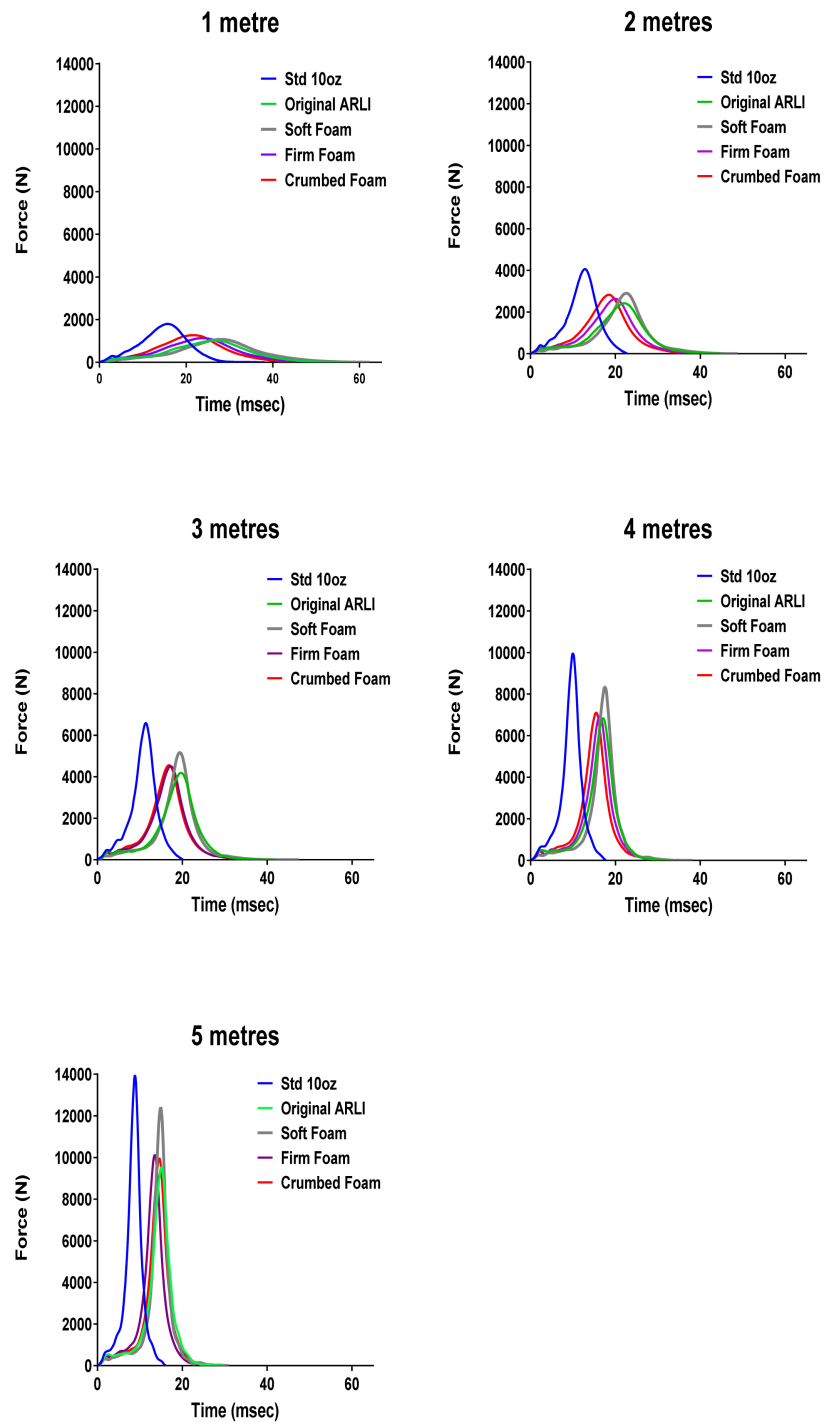 1 metre
14000
12000
10000
8000
6000
4000
2000
0
0
20
40
60
Force (N)
Time (msec)
Std 10oz
Original ARLI
Soft Foam
Firm Foam
Crumbed Foam
2 metres
14000
12000
10000
8000
6000
4000
2000
0
0
20
40
60
Force (N)
Time (msec)
Std 10oz
Original ARLI
Soft Foam
Firm Foam
Crumbed Foam
3 metres
14000
12000
10000
8000
6000
4000
2000
0
0
20
40
60
Force (N)
Time (msec)
Std 10oz
Original ARLI
Soft Foam
Firm Foam
Crumbed Foam
4 metres
14000
12000
10000
8000
6000
4000
2000
0
0
20
40
60
Force (N)
Time (msec)
Std 10oz
Original ARLI
Soft Foam
Firm Foam
Crumbed Foam
5 metres
14000
12000
10000
8000
6000
4000
2000
0
0
20
40
60
Force (N)
Time (msec)
Std 10oz
Original ARLI
Soft Foam
Firm Foam
Crumbed Foam